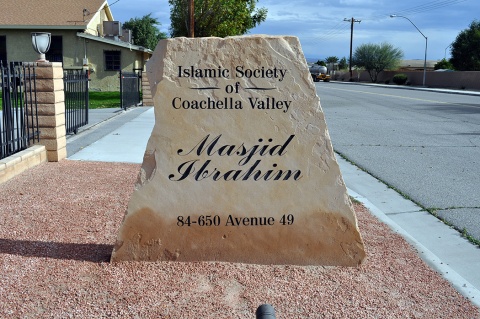 Islamic Society
of
Coachella Valley
Masjid
Ibrahim
84-650 Avenue 49